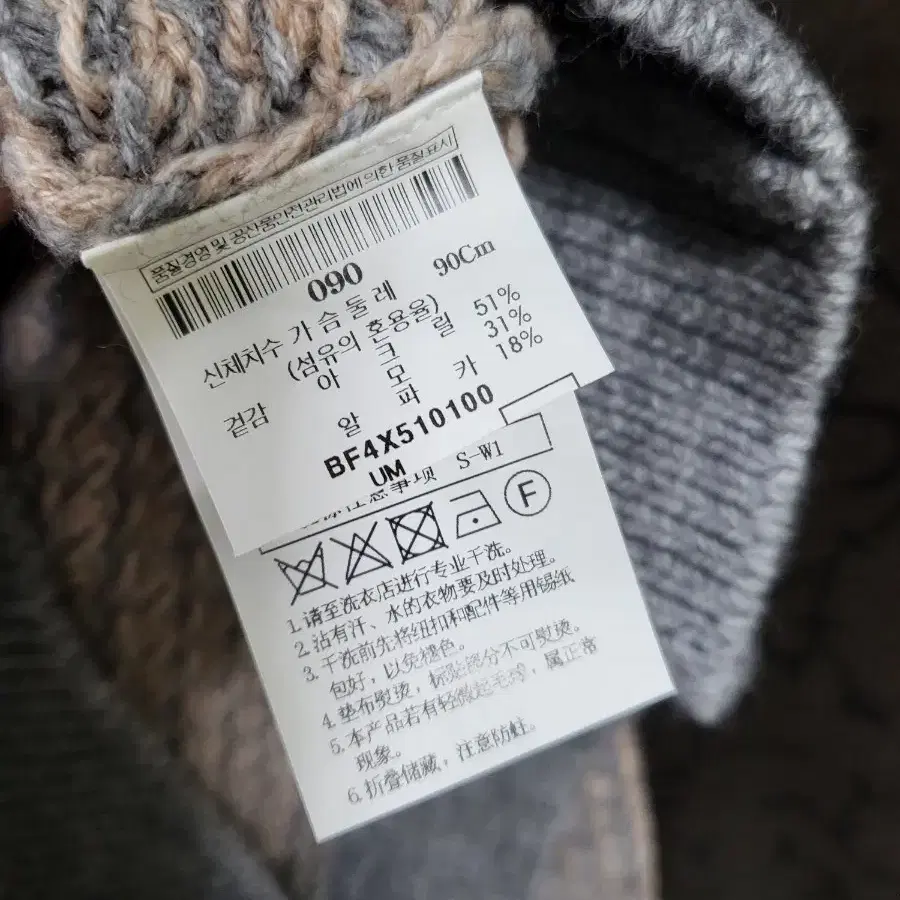 품질경영 및 공산품안전관리법에 의한 품질표시
090
신체치수 가슴둘레 90Cm
(섬유의 혼용율)
겉감 아크릴 51%
모 31%
알파카 18%
BF4X510100
UM
注意事项 S-W1
F
1.请至洗衣店进行专业干洗。
2.沾有汗、水的衣物要及时处理。
3.干洗前先将纽扣和配件等用锡纸
包好，以免褪色。
4.垫布熨烫，标贴部分不可熨烫。
5.本产品若有轻微起毛球，属正常
现象。
6.折叠储藏，注意防蛀。